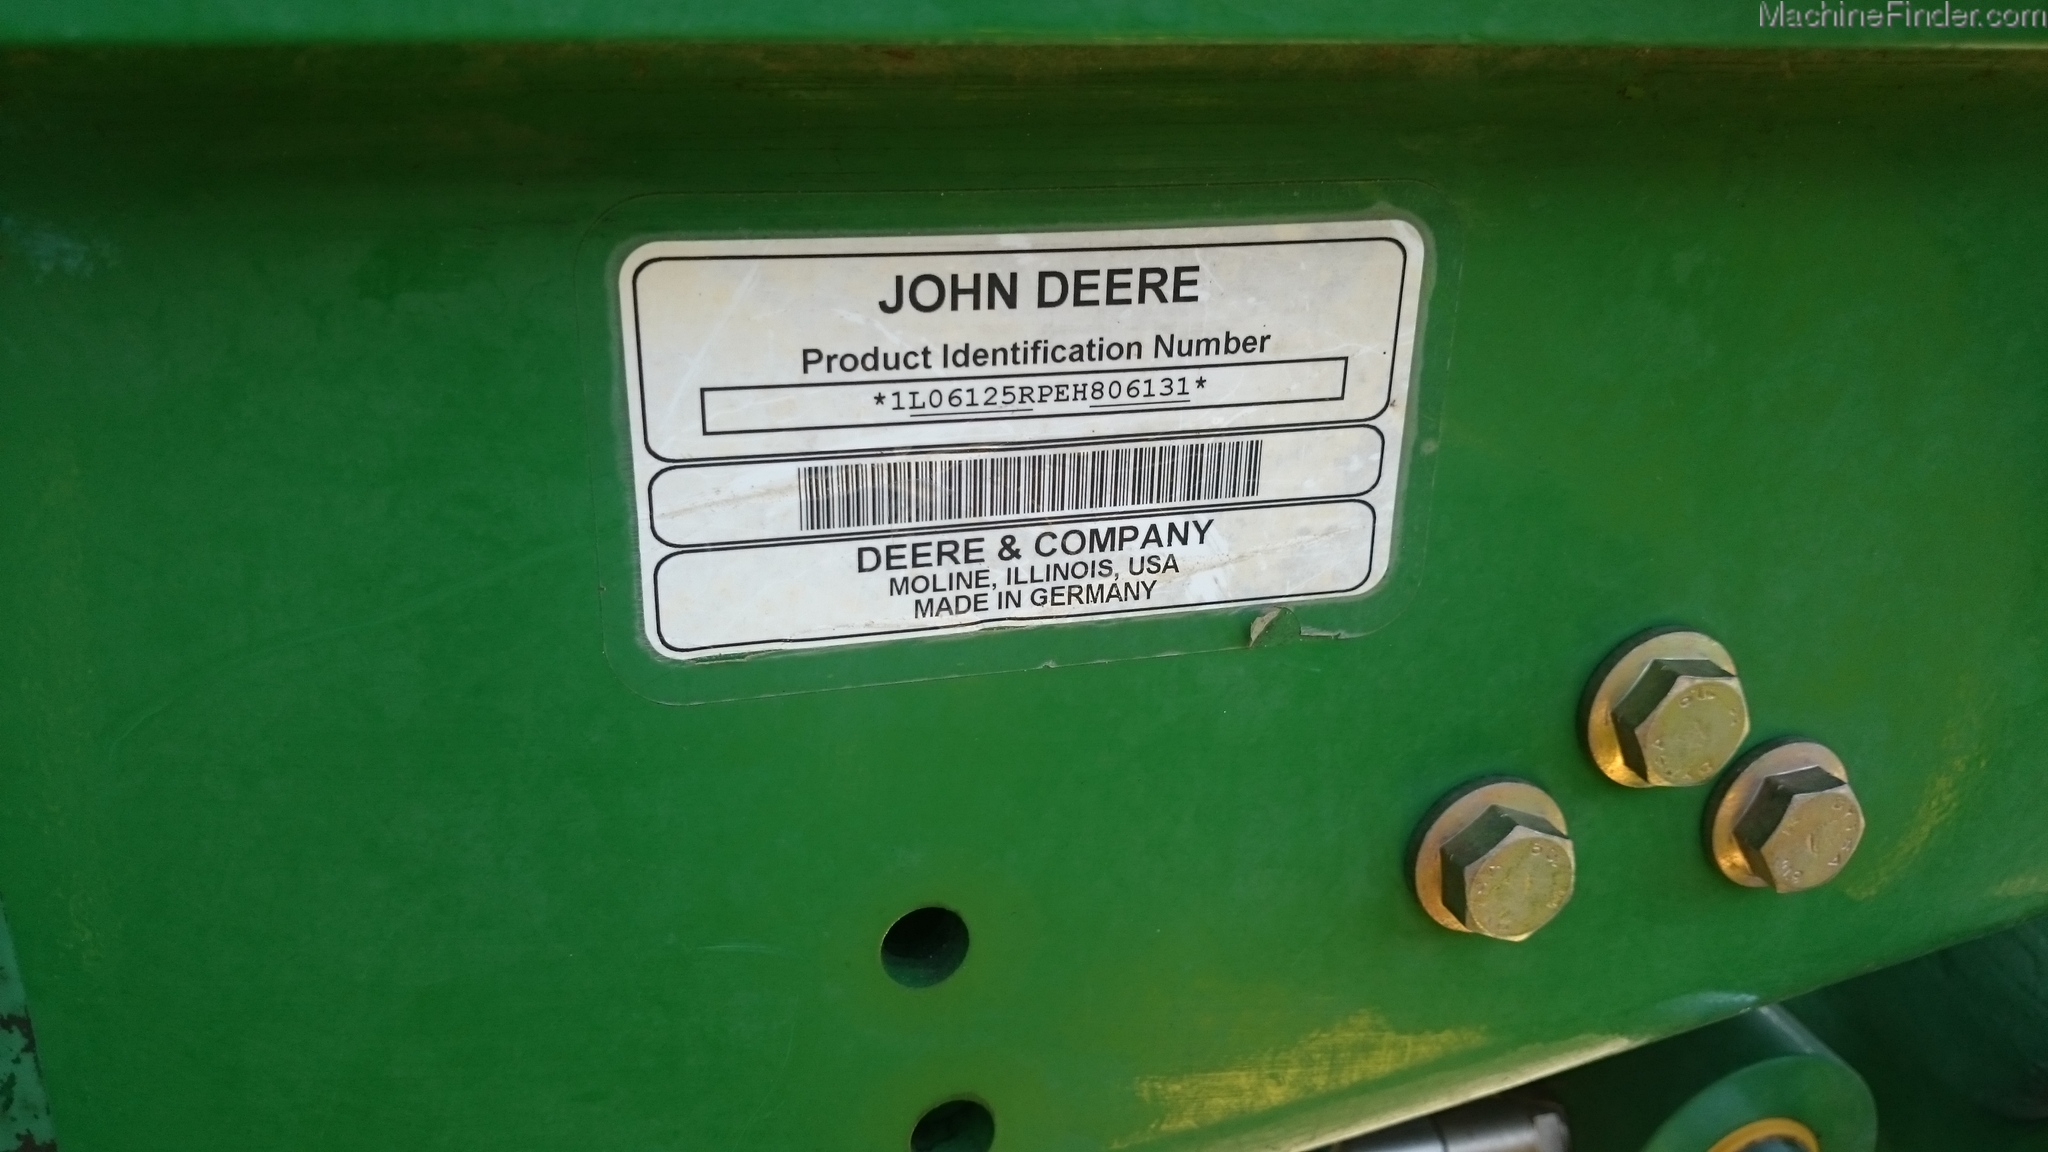 MachineFinder.com
JOHN DEERE
Product Identification Number
*1L06125RPEH806131*
DEERE & COMPANY
MOLINE, ILLINOIS, USA
MADE IN GERMANY